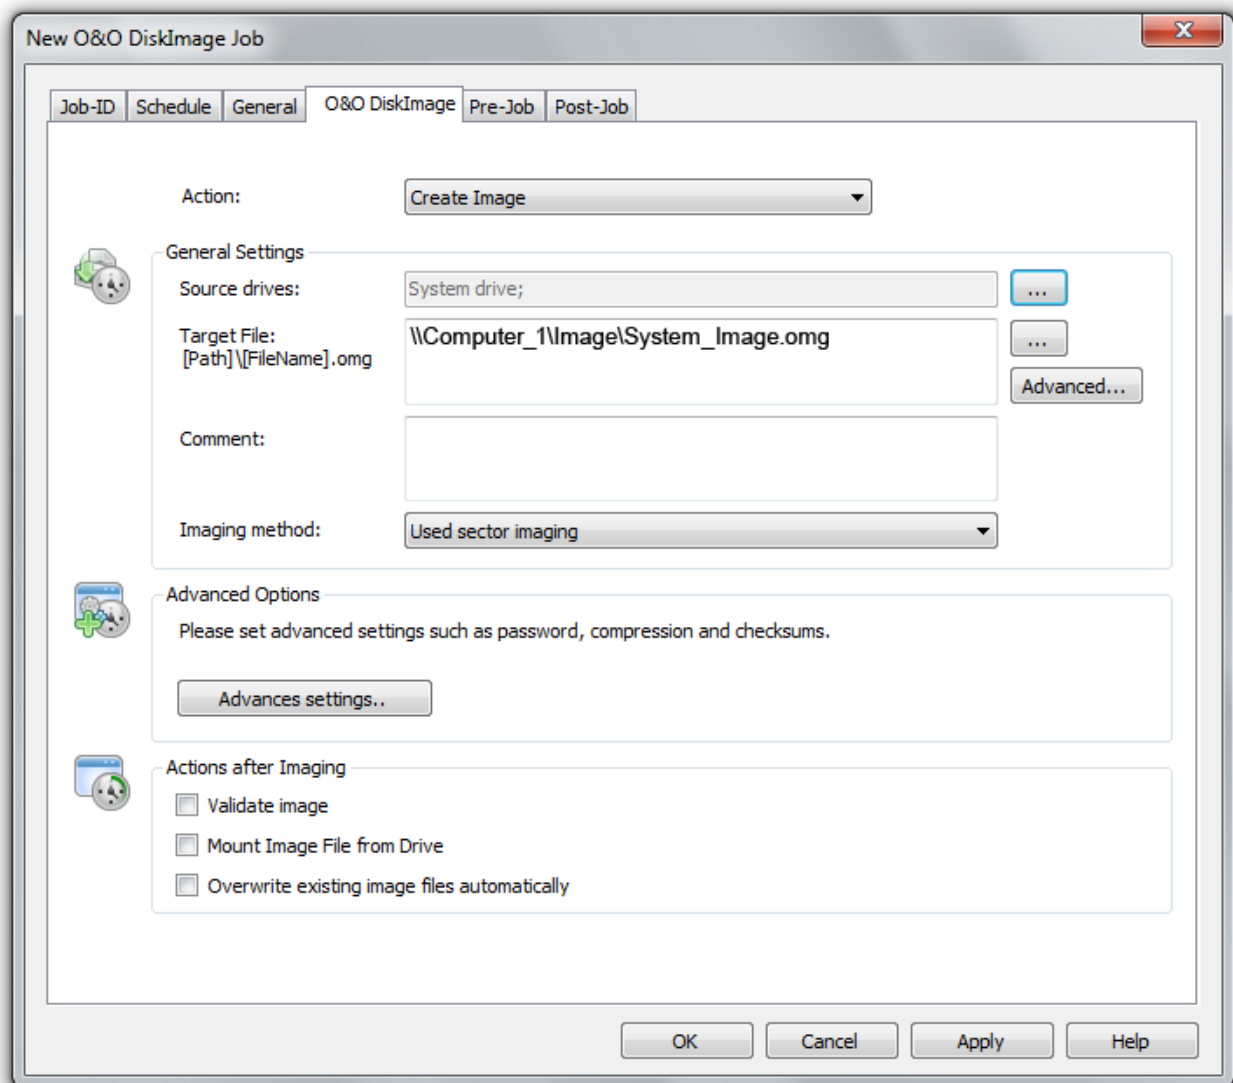 New O&O DiskImage Job
X
Job-ID Schedule General O&O DiskImage Pre-Job Post-Job
Action: Create Image
General Settings
Source drives: System drive; ...
Target File: \\Computer_1\Image\System_Image.omg ...
[Path]\[FileName].omg
Advanced...
Comment:
Imaging method: Used sector imaging
Advanced Options
Please set advanced settings such as password, compression and checksums.
Advances settings..
Actions after Imaging
Validate image
Mount Image File from Drive
Overwrite existing image files automatically
OK Cancel Apply Help